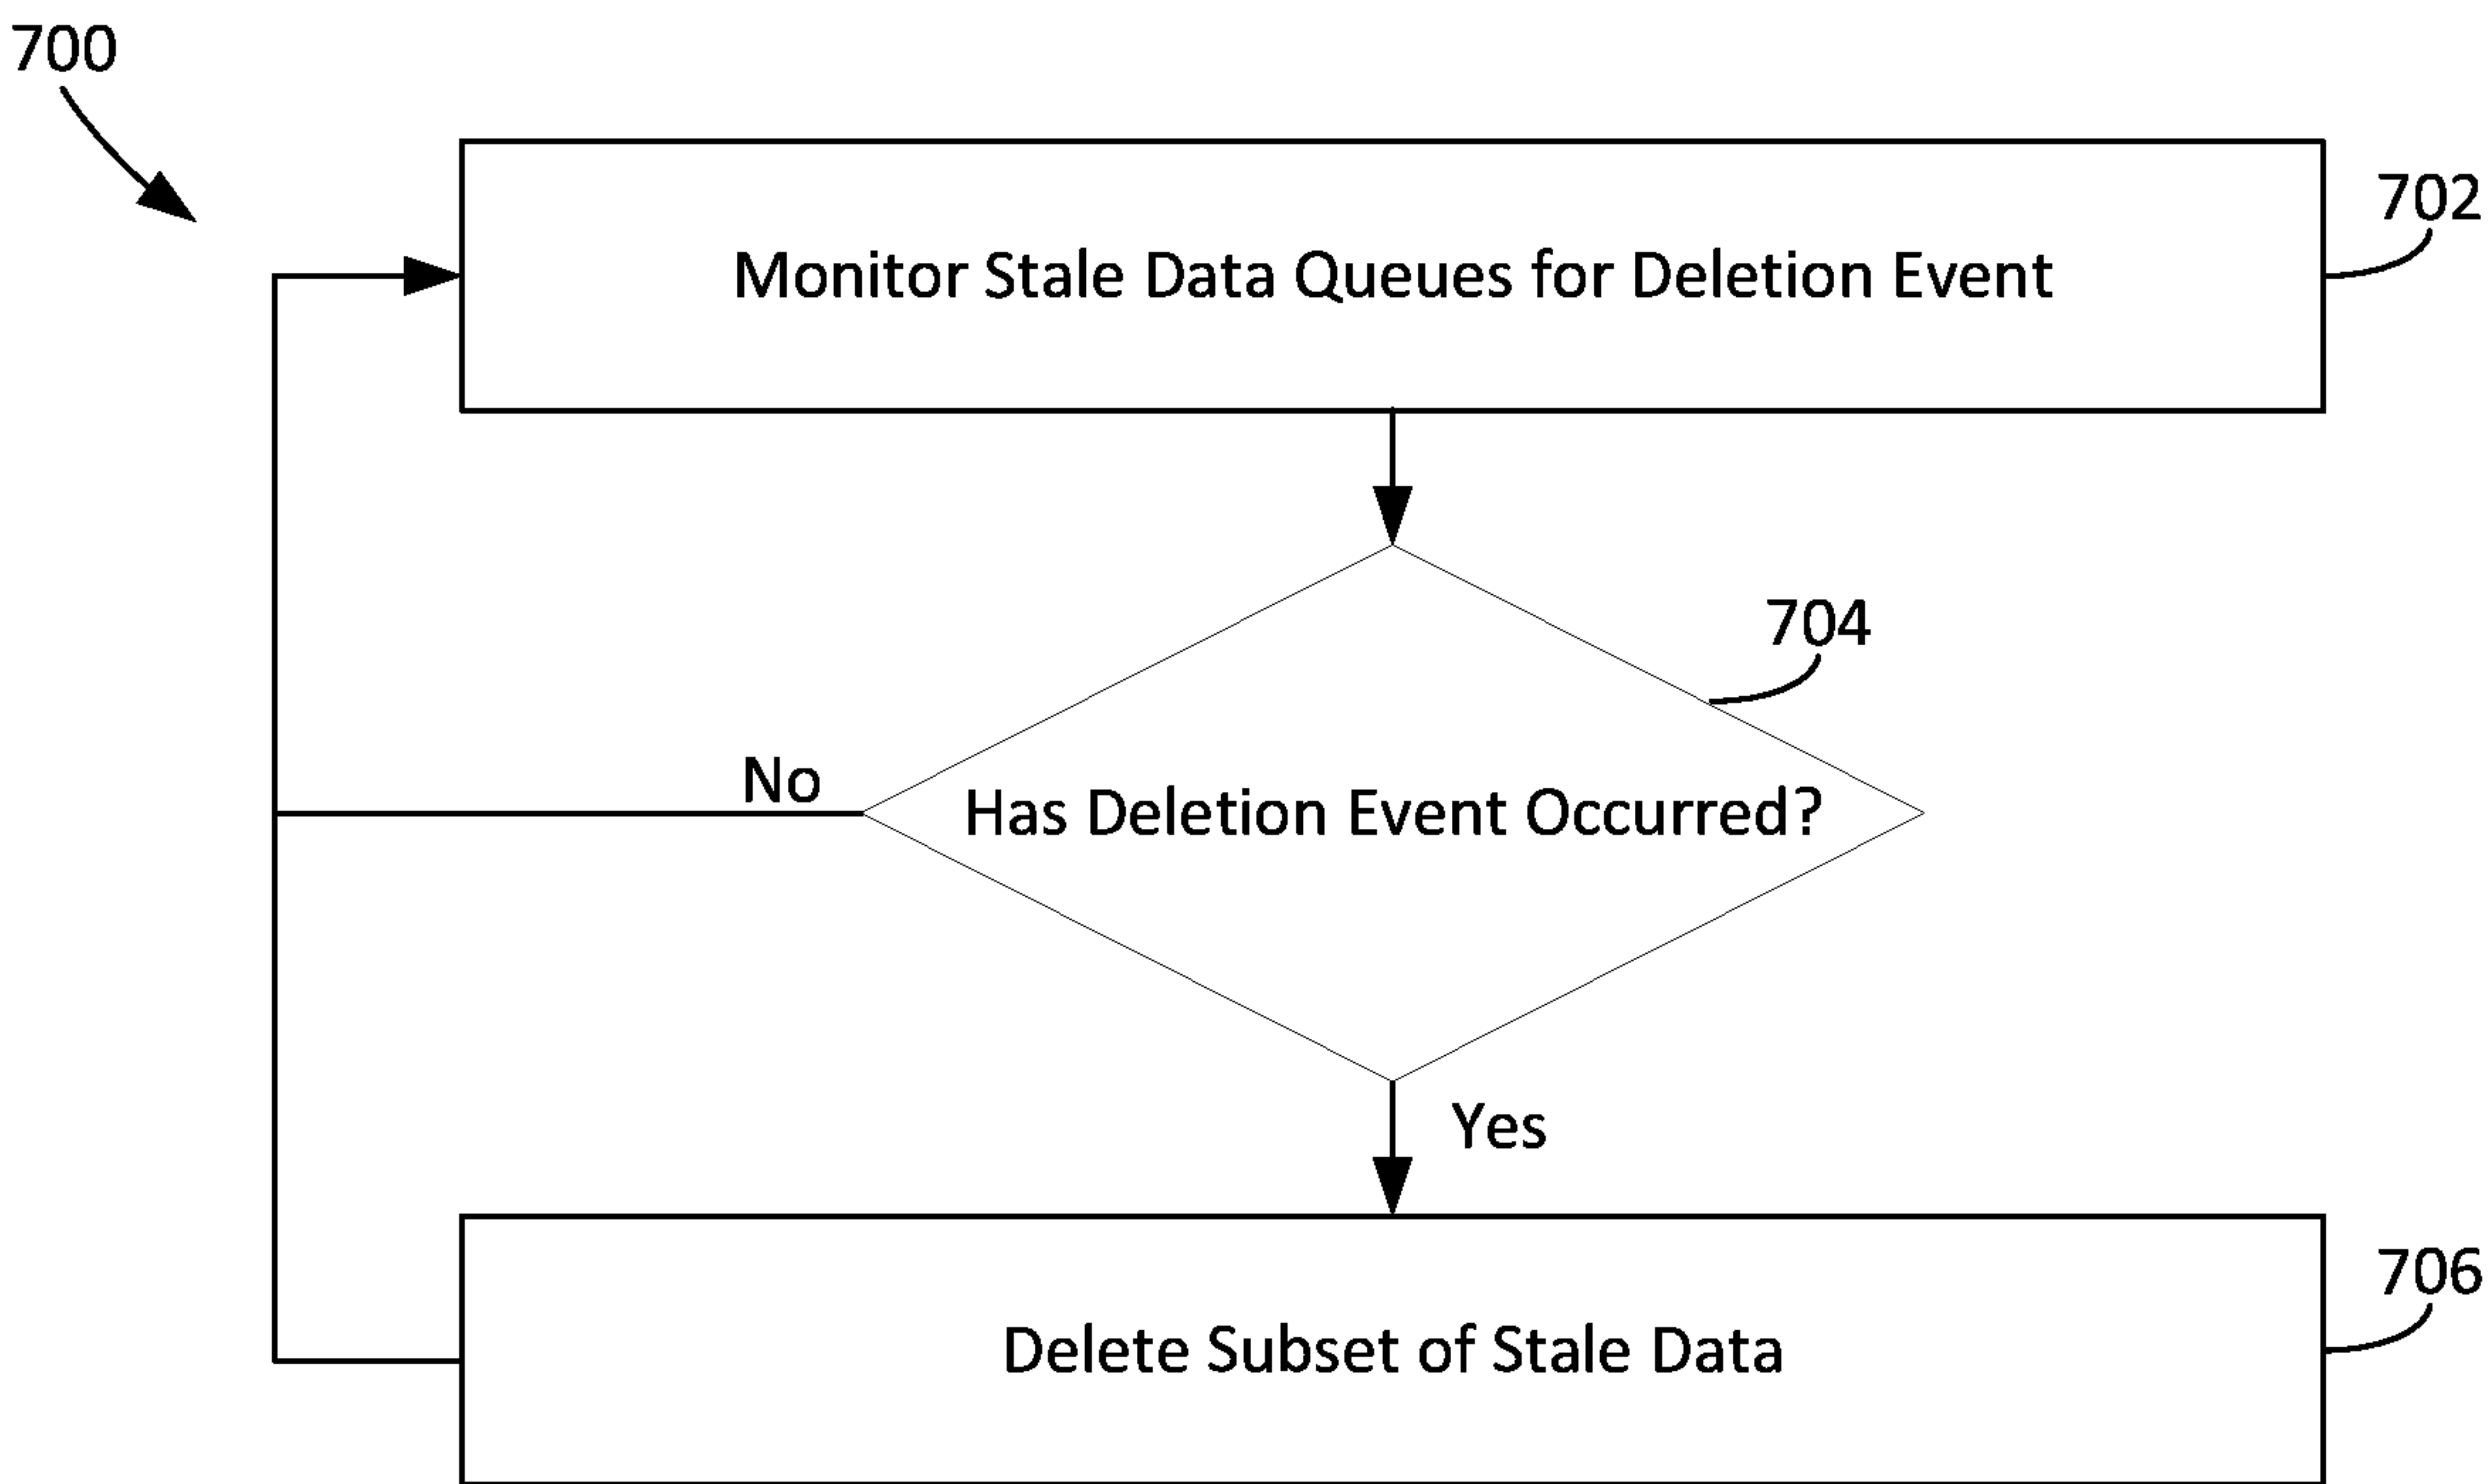 700
702
Monitor Stale Data Queues for Deletion Event
704
No
Has Deletion Event Occurred?
Yes
706
Delete Subset of Stale Data